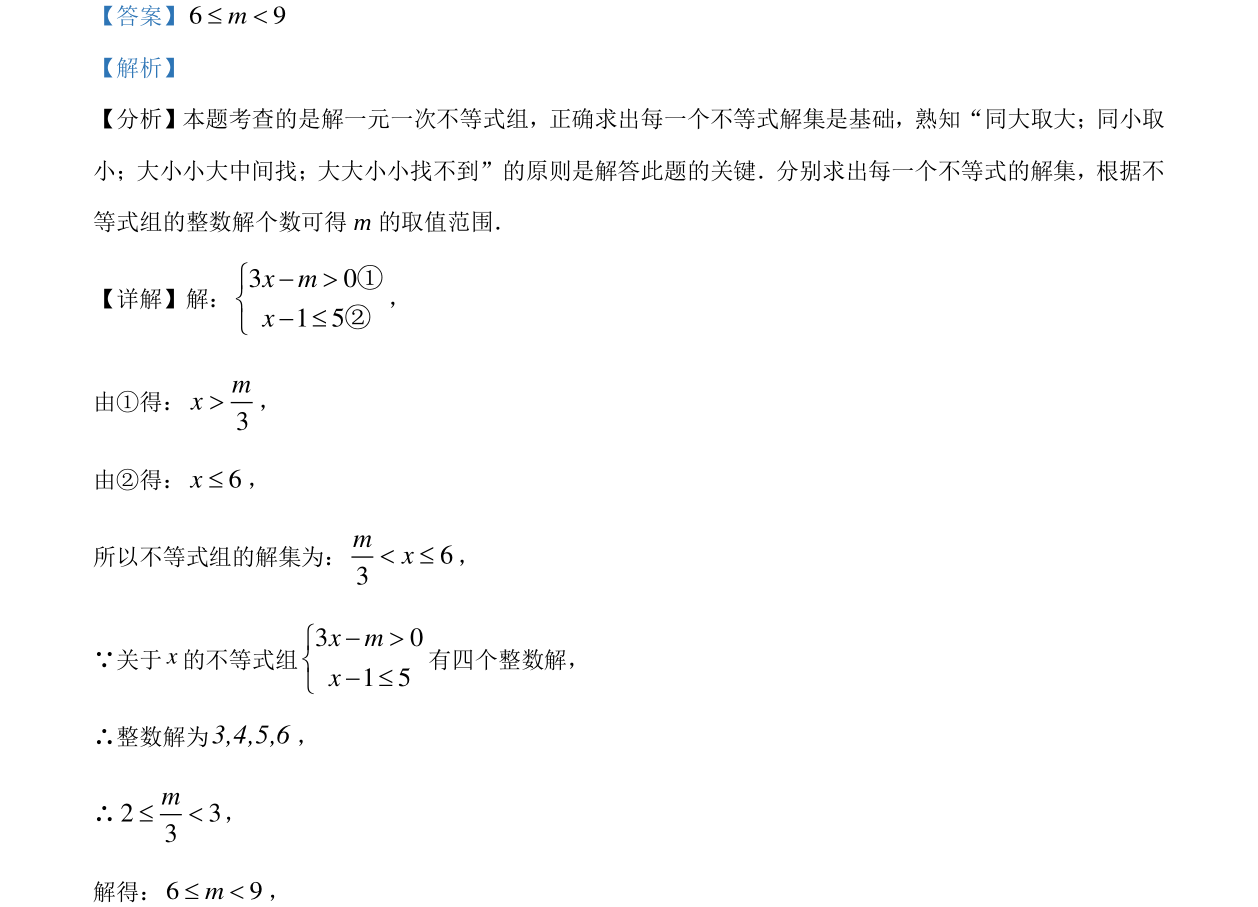 【答案】6≤m<9
【解析】
【分析】本题考查的是解一元一次不等式组，正确求出每一个不等式解集是基础，熟知“同大取大；同小取
小；大小小大中间找；大大小小找不到”的原则是解答此题的关键．分别求出每一个不等式的解集，根据不
等式组的整数解个数可得 m 的取值范围．
【详解】解：{3x−m>0① x−1≤5②，
由①得：x>m/3，
由②得：x≤6，
所以不等式组的解集为：m/3<x≤6，
∵关于 x 的不等式组{3x−m>0 x−1≤5 有四个整数解，
∴整数解为3,4,5,6，
∴2≤m/3<3，
解得：6≤m<9，